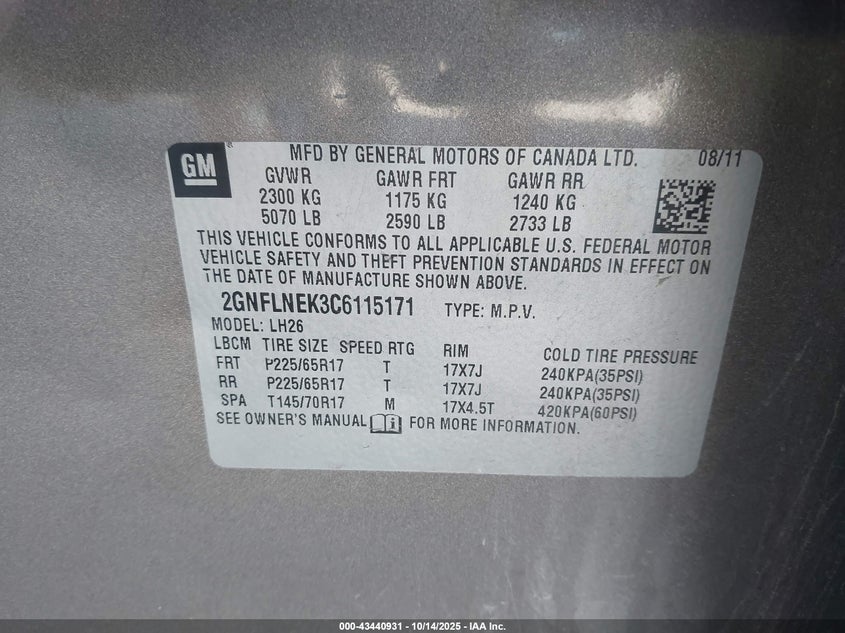 GM ® MFD BY GENERAL MOTORS OF CANADA LTD. 08/11
GVWR GAWR FRT GAWR RR
2300 KG 1175 KG 1240 KG
5070 LB 2590 LB 2733 LB
THIS VEHICLE CONFORMS TO ALL APPLICABLE U.S. FEDERAL MOTOR
VEHICLE SAFETY AND THEFT PREVENTION STANDARDS IN EFFECT ON
THE DATE OF MANUFACTURE SHOWN ABOVE.
2GNFLNEK3C6115171 TYPE: M.P.V.
MODEL: LH26
LBCM TIRE SIZE SPEED RTG RIM COLD TIRE PRESSURE
FRT P225/65R17 T 17X7J 240KPA(35PSI)
RR P225/65R17 T 17X7J 240KPA(35PSI)
SPA T145/70R17 M 17X4.5T 420KPA(60PSI)
SEE OWNER'S MANUAL FOR MORE INFORMATION.
000-43440931 - 10/14/2025 - IAA Inc.